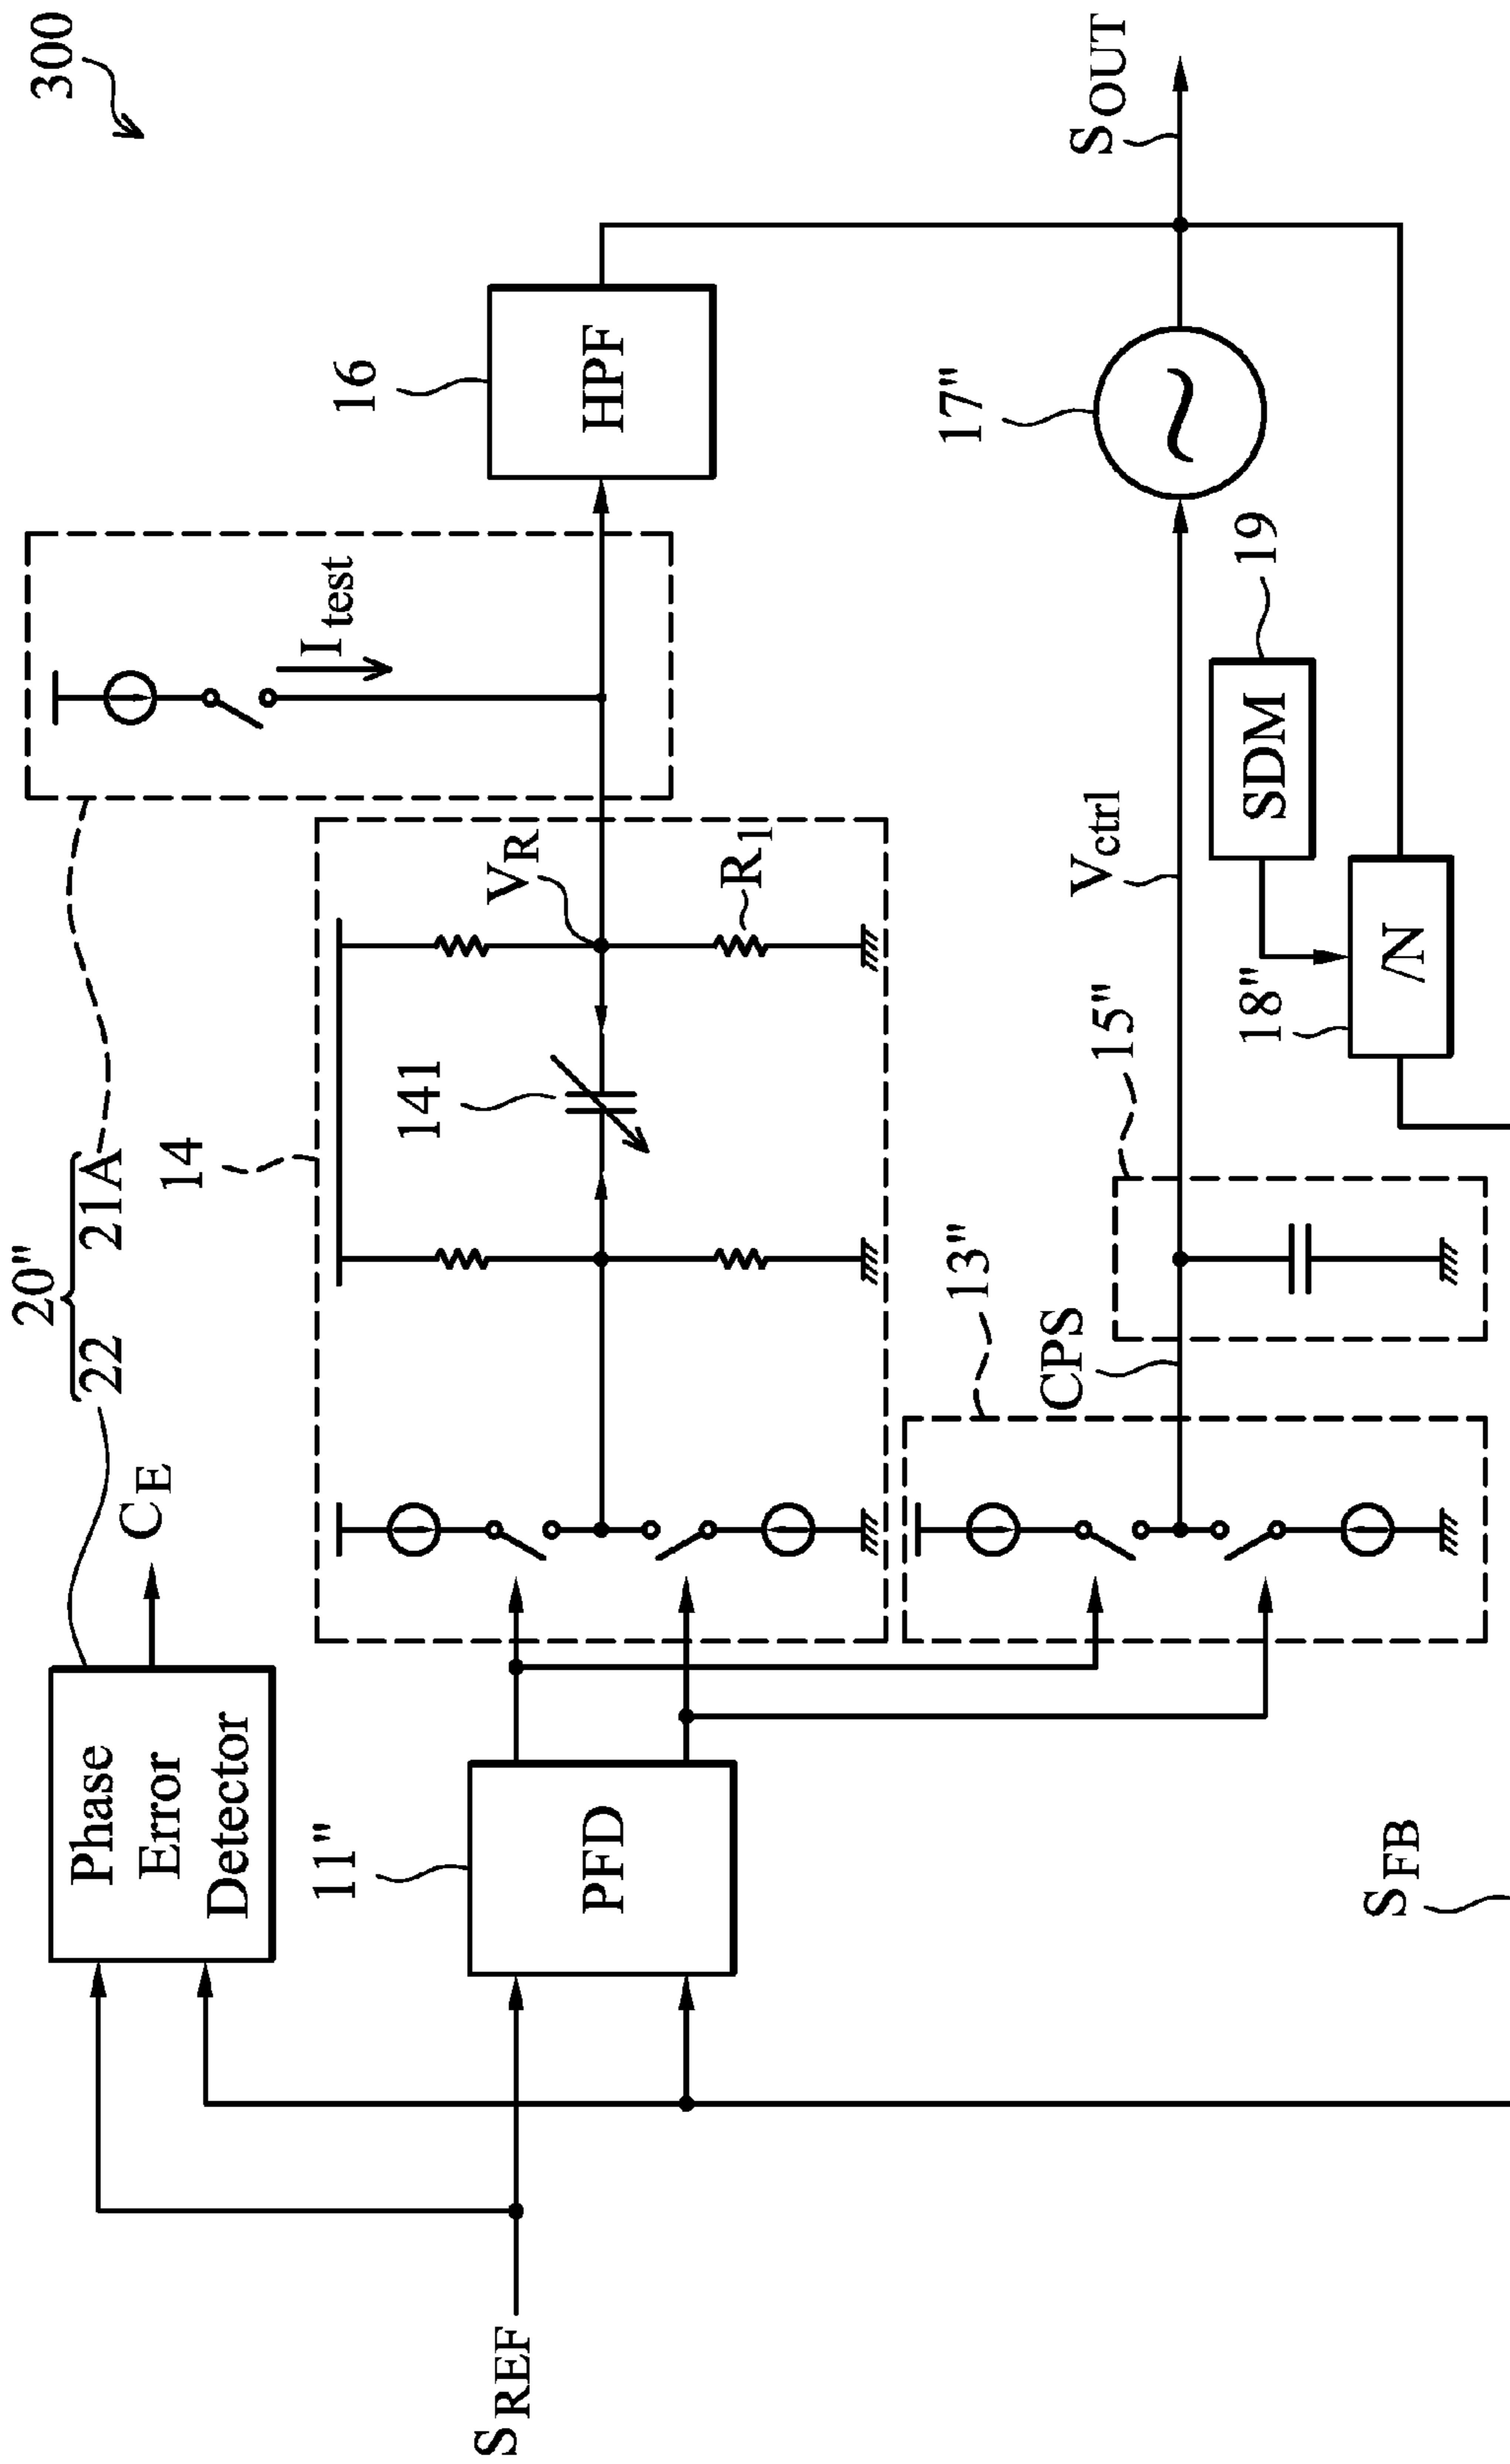 300
20"
22 21A
Phase
Error
Detector
CE
14
Itest
16
HPF
141
VR
R1
11"
PFD
SREF
13"
CPS
15"
Vctrl
17"
SOUT
SDM
19
18"
/N
SFB